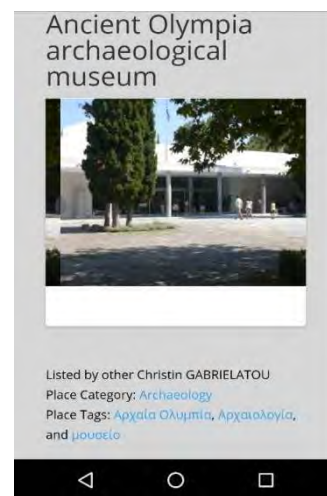 Ancient Olympia
archaeological
museum
Listed by other Christin GABRIELATOU
Place Category: Archaeology
Place Tags: Αρχαία Ολυμπία, Αρχαιολογία,
and μουσείο